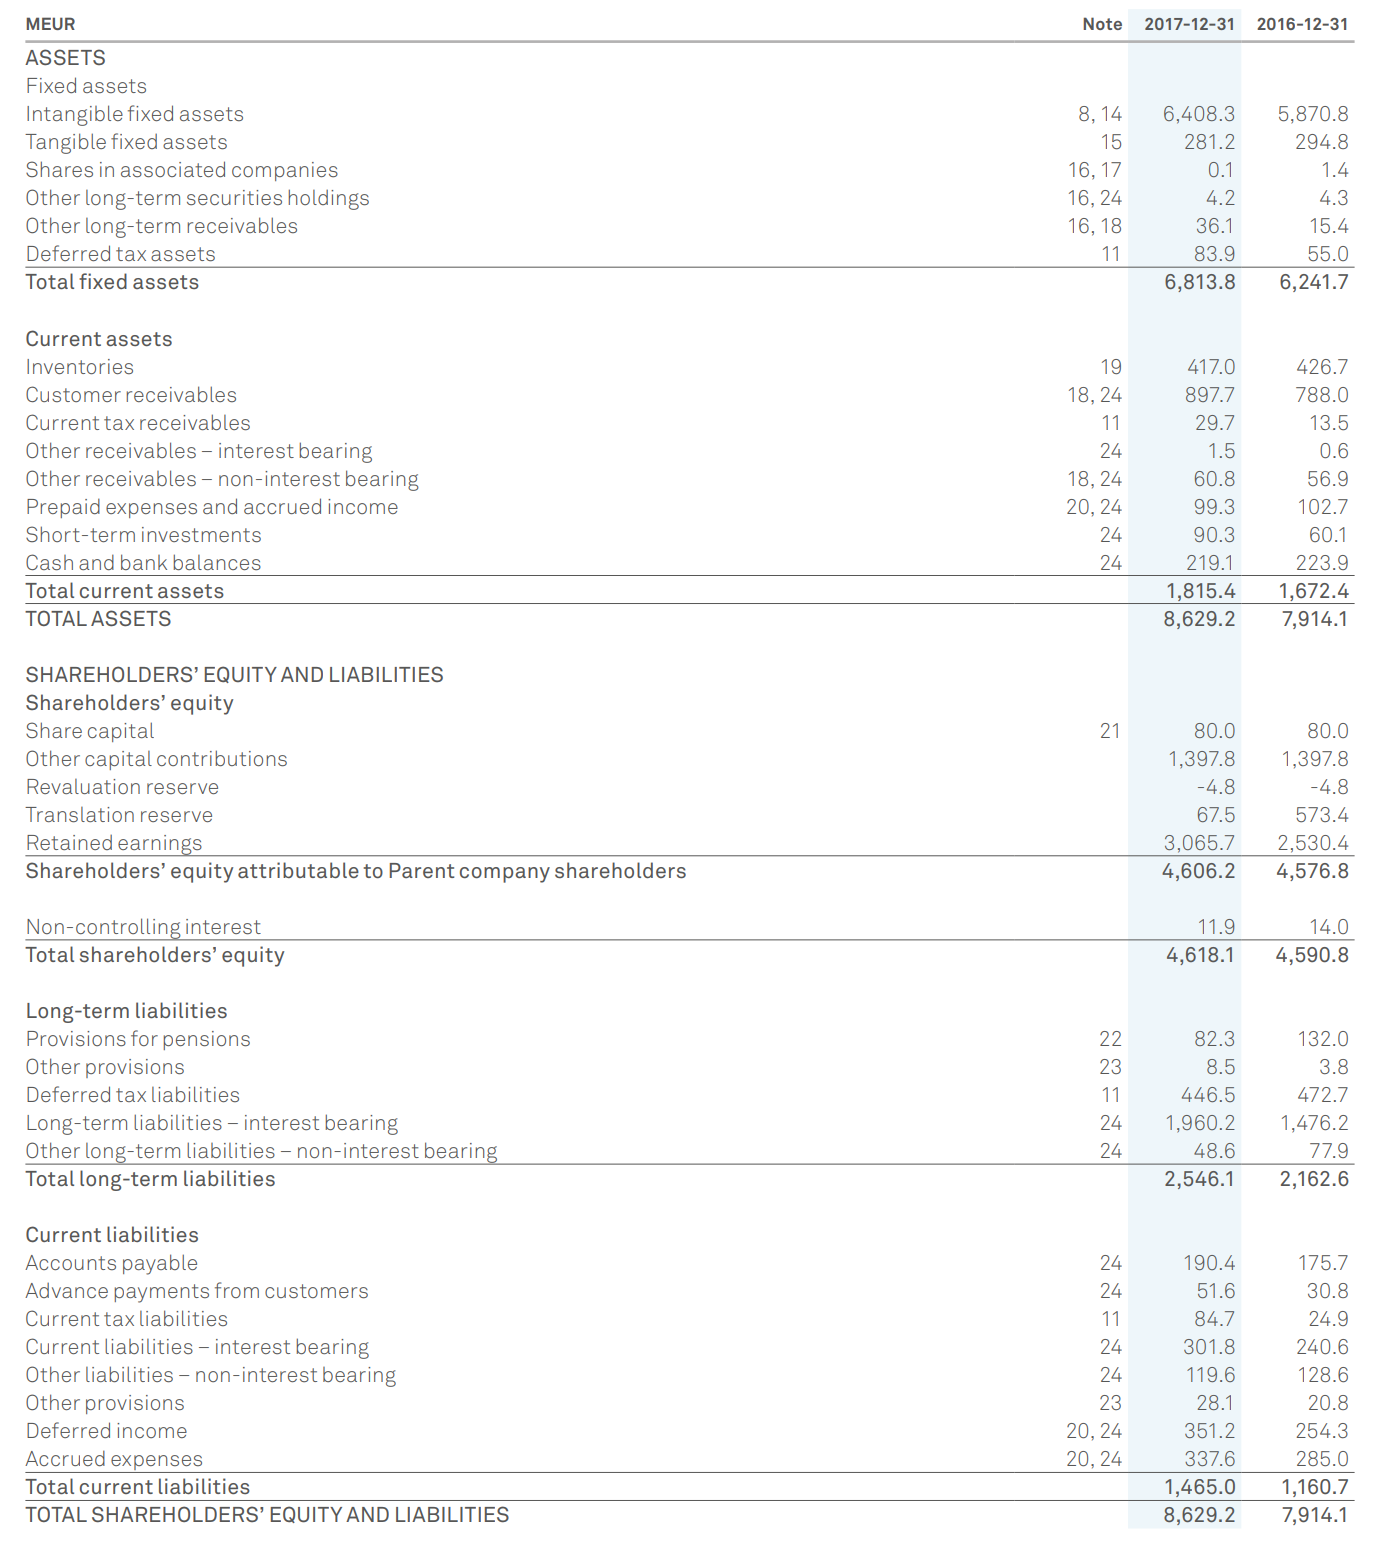 MEUR Note 2017-12-31 2016-12-31
ASSETS
Fixed assets
Intangible fixed assets 8, 14 6,408.3 5,870.8
Tangible fixed assets 15 281.2 294.8
Shares in associated companies 16, 17 0.1 1.4
Other long-term securities holdings 16, 24 4.2 4.3
Other long-term receivables 16, 18 36.1 15.4
Deferred tax assets 11 83.9 55.0
Total fixed assets 6,813.8 6,241.7
Current assets
Inventories 19 417.0 426.7
Customer receivables 18, 24 897.7 788.0
Current tax receivables 11 29.7 13.5
Other receivables – interest bearing 24 1.5 0.6
Other receivables – non-interest bearing 18, 24 60.8 56.9
Prepaid expenses and accrued income 20, 24 99.3 102.7
Short-term investments 24 90.3 60.1
Cash and bank balances 24 219.1 223.9
Total current assets 1,815.4 1,672.4
TOTAL ASSETS 8,629.2 7,914.1
SHAREHOLDERS’ EQUITY AND LIABILITIES
Shareholders’ equity
Share capital 21 80.0 80.0
Other capital contributions 1,397.8 1,397.8
Revaluation reserve -4.8 -4.8
Translation reserve 67.5 573.4
Retained earnings 3,065.7 2,530.4
Shareholders’ equity attributable to Parent company shareholders 4,606.2 4,576.8
Non-controlling interest 11.9 14.0
Total shareholders’ equity 4,618.1 4,590.8
Long-term liabilities
Provisions for pensions 22 82.3 132.0
Other provisions 23 8.5 3.8
Deferred tax liabilities 11 446.5 472.7
Long-term liabilities – interest bearing 24 1,960.2 1,476.2
Other long-term liabilities – non-interest bearing 24 48.6 77.9
Total long-term liabilities 2,546.1 2,162.6
Current liabilities
Accounts payable 24 190.4 175.7
Advance payments from customers 24 51.6 30.8
Current tax liabilities 11 84.7 24.9
Current liabilities – interest bearing 24 301.8 240.6
Other liabilities – non-interest bearing 24 119.6 128.6
Other provisions 23 28.1 20.8
Deferred income 20, 24 351.2 254.3
Accrued expenses 20, 24 337.6 285.0
Total current liabilities 1,465.0 1,160.7
TOTAL SHAREHOLDERS’ EQUITY AND LIABILITIES 8,629.2 7,914.1